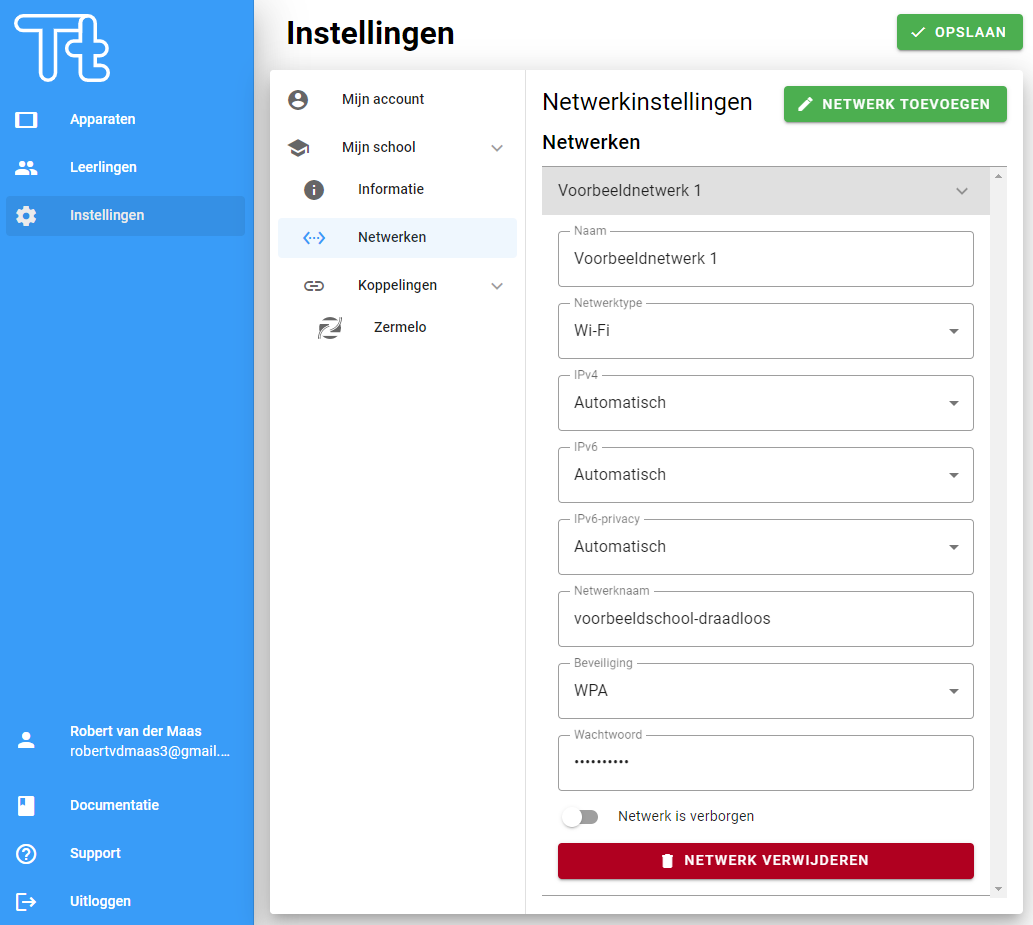 Tt
Apparaten
Leerlingen
Instellingen
Robert van der Maas
robertvdmaas3@gmail....
Documentatie
Support
Uitloggen
Instellingen
OPSLAAN
Mijn account
Mijn school
Informatie
Netwerken
Koppelingen
Zermelo
Netwerkinstellingen
NETWERK TOEVOEGEN
Netwerken
Voorbeeldnetwerk 1
Naam
Voorbeeldnetwerk 1
Netwerktype
Wi-Fi
IPv4
Automatisch
IPv6
Automatisch
IPv6-privacy
Automatisch
Netwerknaam
voorbeeldschool-draadloos
Beveiliging
WPA
Wachtwoord
••••••••••
Netwerk is verborgen
NETWERK VERWIJDEREN